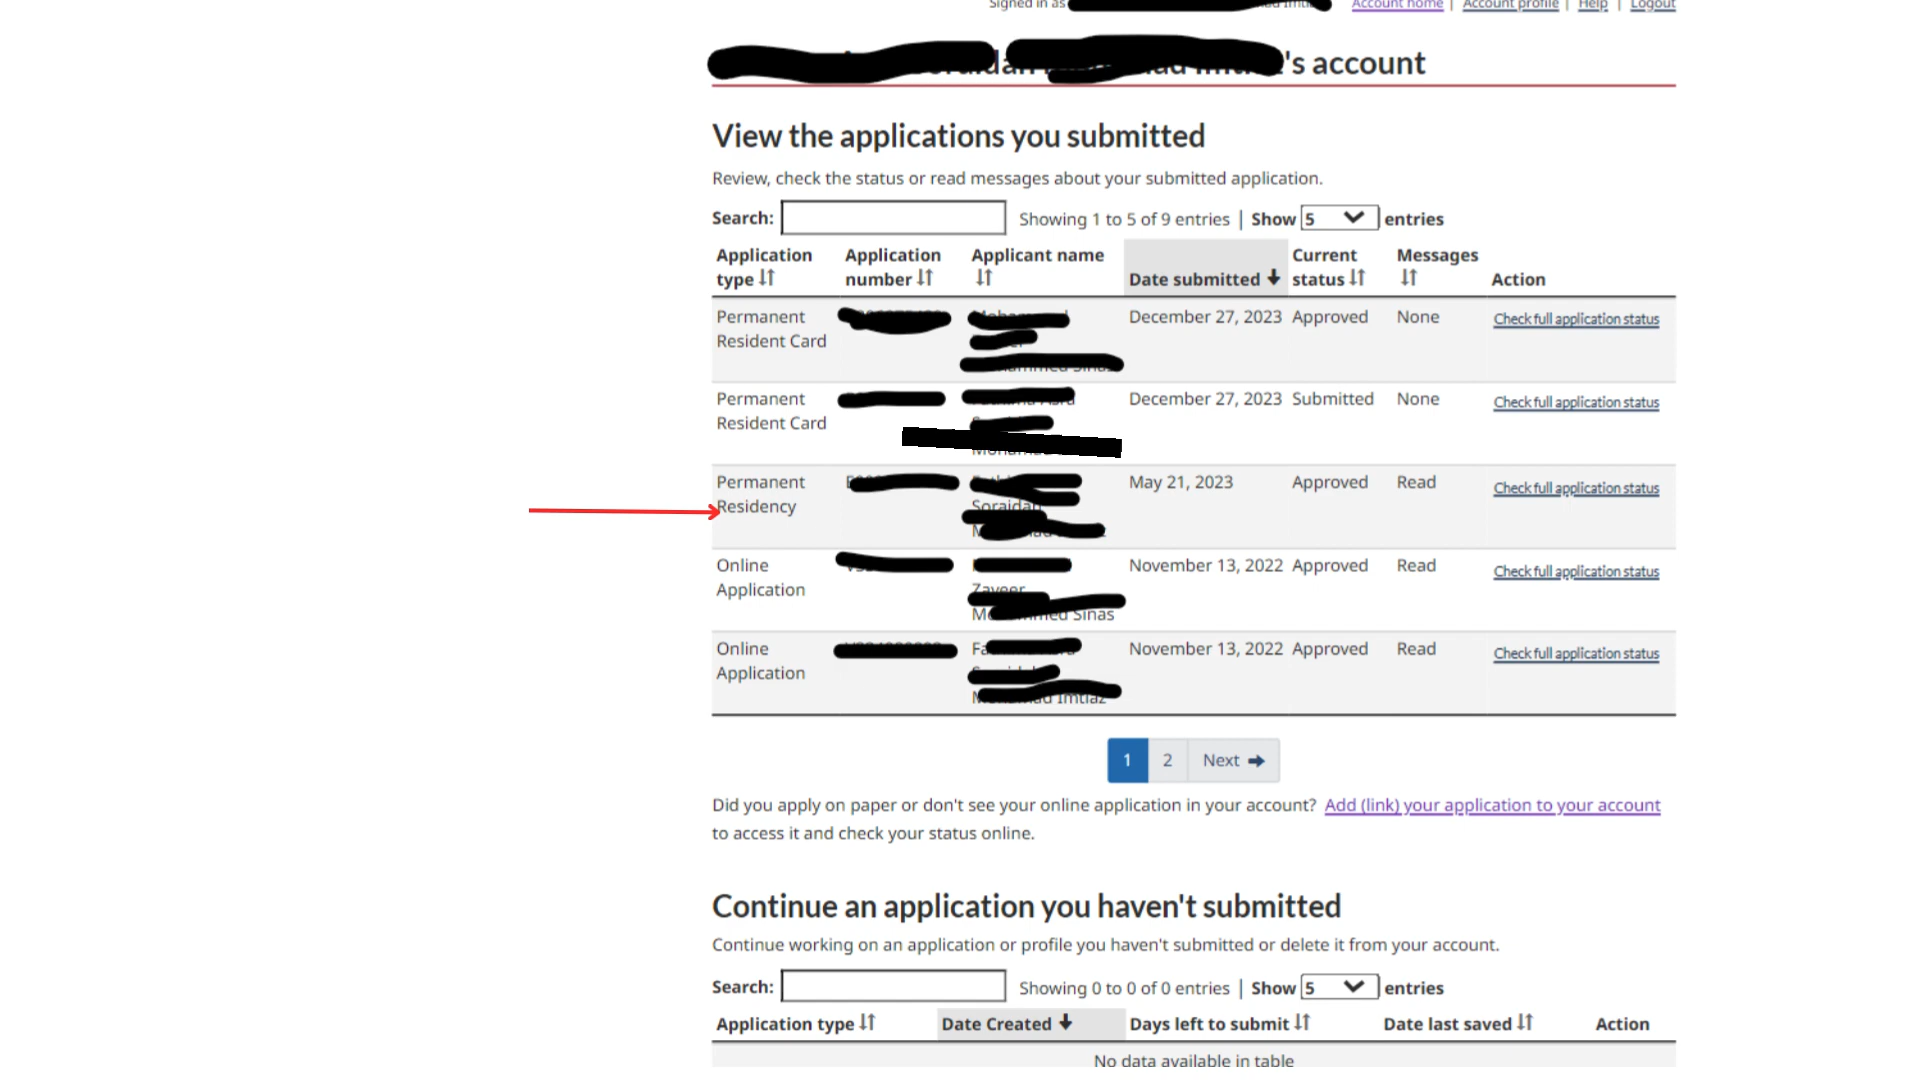 Signed in as Account home | Account profile | Help | Logout
's account
View the applications you submitted
Review, check the status or read messages about your submitted application.
Search: Showing 1 to 5 of 9 entries | Show 5 entries
Application type Application number Applicant name Date submitted Current status Messages Action
Permanent December 27, 2023 Approved None Check full application status
Resident Card
Permanent December 27, 2023 Submitted None Check full application status
Resident Card
Permanent May 21, 2023 Approved Read Check full application status
Residency
Online November 13, 2022 Approved Read Check full application status
Application
Online November 13, 2022 Approved Read Check full application status
Application
1 2 Next
Did you apply on paper or don't see your online application in your account? Add (link) your application to your account
to access it and check your status online.
Continue an application you haven't submitted
Continue working on an application or profile you haven't submitted or delete it from your account.
Search: Showing 0 to 0 of 0 entries | Show 5 entries
Application type Date Created Days left to submit Date last saved Action
No data available in table